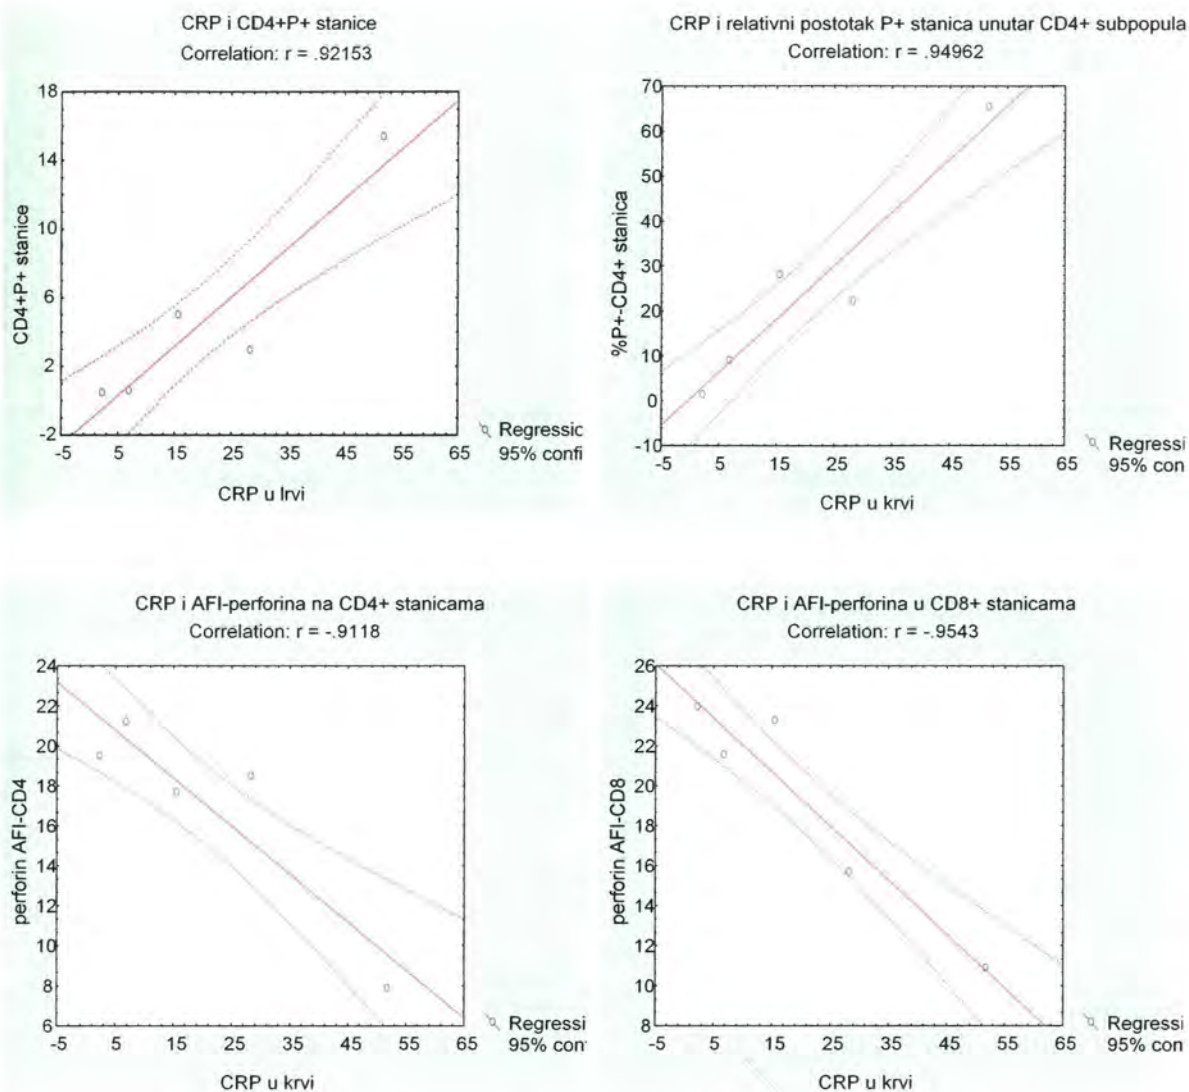 CRP i CD4+P+ stanice
Correlation: r = .92153
18
14
10
6
2
-2
CD4+P+ stanice
-5 5 15 25 35 45 55 65
CRP u lrvi
Regressic
95% confi
CRP i relativni postotak P+ stanica unutar CD4+ subpopula
Correlation: r = .94962
70
60
50
40
30
20
10
0
-10
%P+-CD4+ stanica
-5 5 15 25 35 45 55 65
CRP u krvi
Regressi
95% con
CRP i AFI-perforina na CD4+ stanicama
Correlation: r = -.9118
24
22
20
18
16
14
12
10
8
6
perforin AFI-CD4
-5 5 15 25 35 45 55 65
CRP u krvi
Regressi
95% con
CRP i AFI-perforina u CD8+ stanicama
Correlation: r = -.9543
26
24
22
20
18
16
14
12
10
8
perforin AFI-CD8
-5 5 15 25 35 45 55 65
CRP u krvi
Regressi
95% con